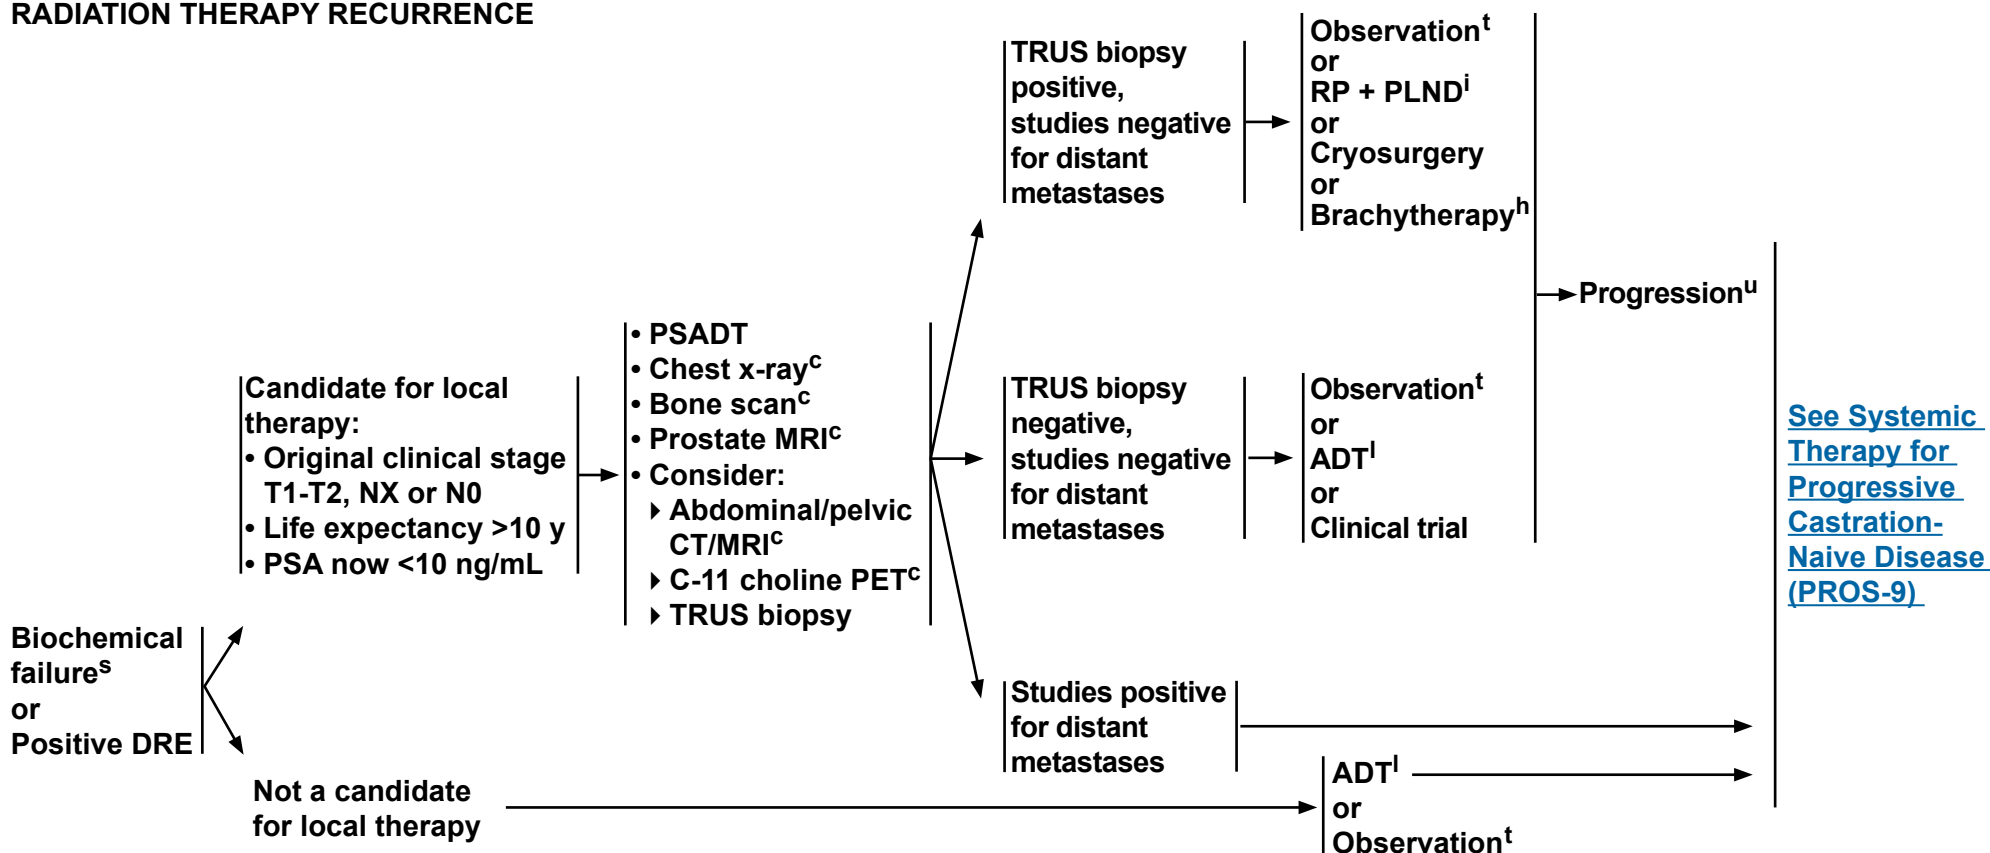 RADIATION THERAPY RECURRENCE
Biochemical
failureˢ
or
Positive DRE
Candidate for local
therapy:
• Original clinical stage
T1-T2, NX or N0
• Life expectancy >10 y
• PSA now <10 ng/mL
Not a candidate
for local therapy
• PSADT
• Chest x-rayᶜ
• Bone scanᶜ
• Prostate MRIᶜ
• Consider:
▸ Abdominal/pelvic
CT/MRIᶜ
▸ C-11 choline PETᶜ
▸ TRUS biopsy
TRUS biopsy
positive,
studies negative
for distant
metastases
Observationᵗ
or
RP + PLNDⁱ
or
Cryosurgery
or
Brachytherapyʰ
TRUS biopsy
negative,
studies negative
for distant
metastases
Observationᵗ
or
ADTˡ
or
Clinical trial
Progressionᵘ
Studies positive
for distant
metastases
ADTˡ
or
Observationᵗ
See Systemic
Therapy for
Progressive
Castration-
Naive Disease
(PROS-9)